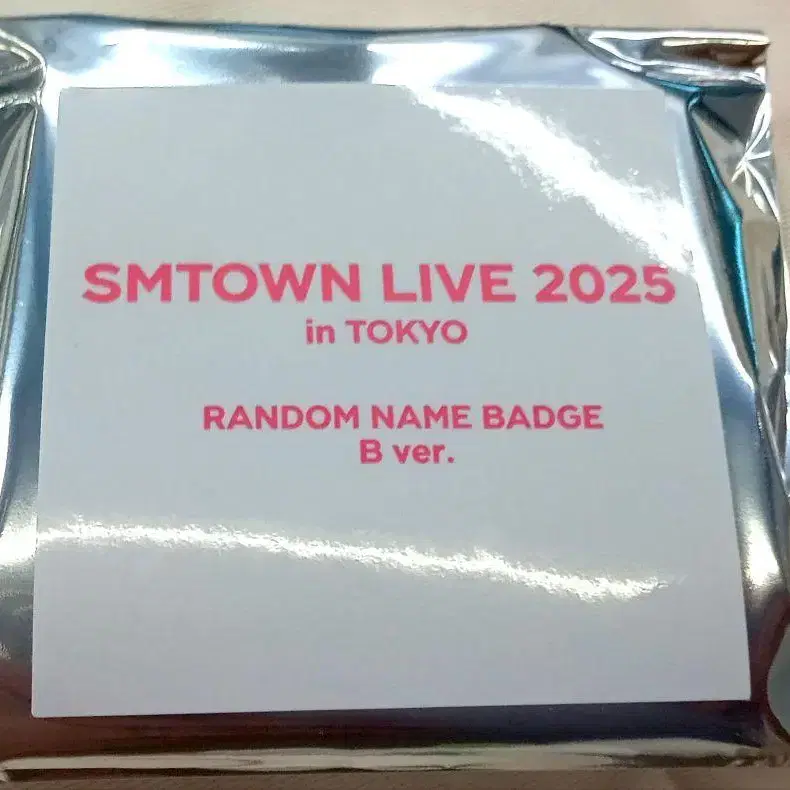 SMTOWN LIVE 2025
in TOKYO
RANDOM NAME BADGE
B ver.